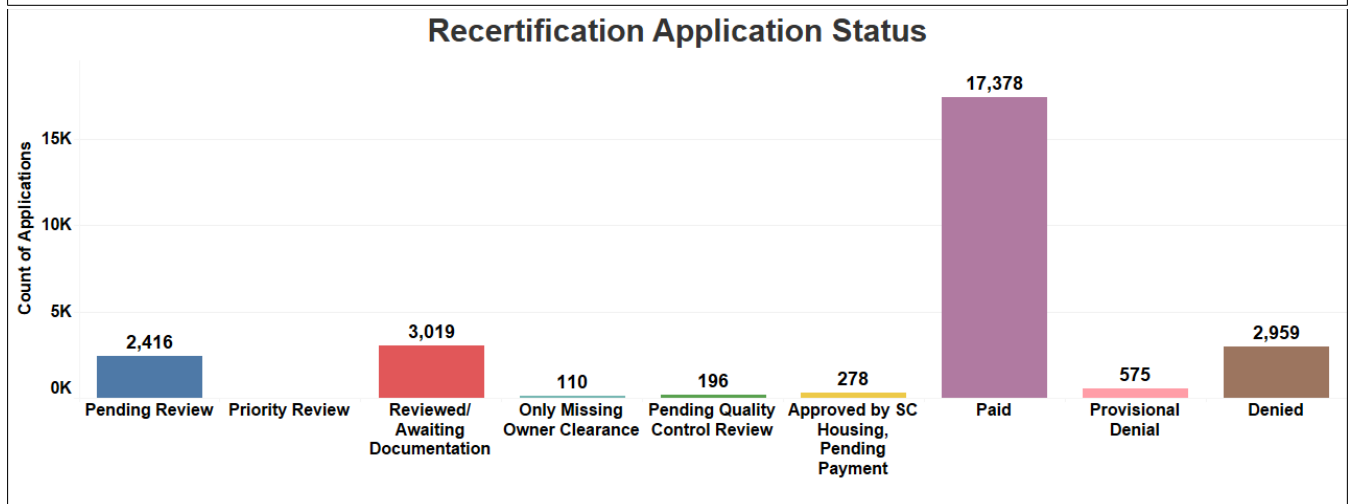 Recertification Application Status
Count of Applications
15K
10K
5K
0K
2,416
3,019
110
196
278
17,378
575
2,959
Pending Review
Priority Review
Reviewed/
Awaiting
Documentation
Only Missing
Owner Clearance
Pending Quality
Control Review
Approved by SC
Housing,
Pending
Payment
Paid
Provisional
Denial
Denied